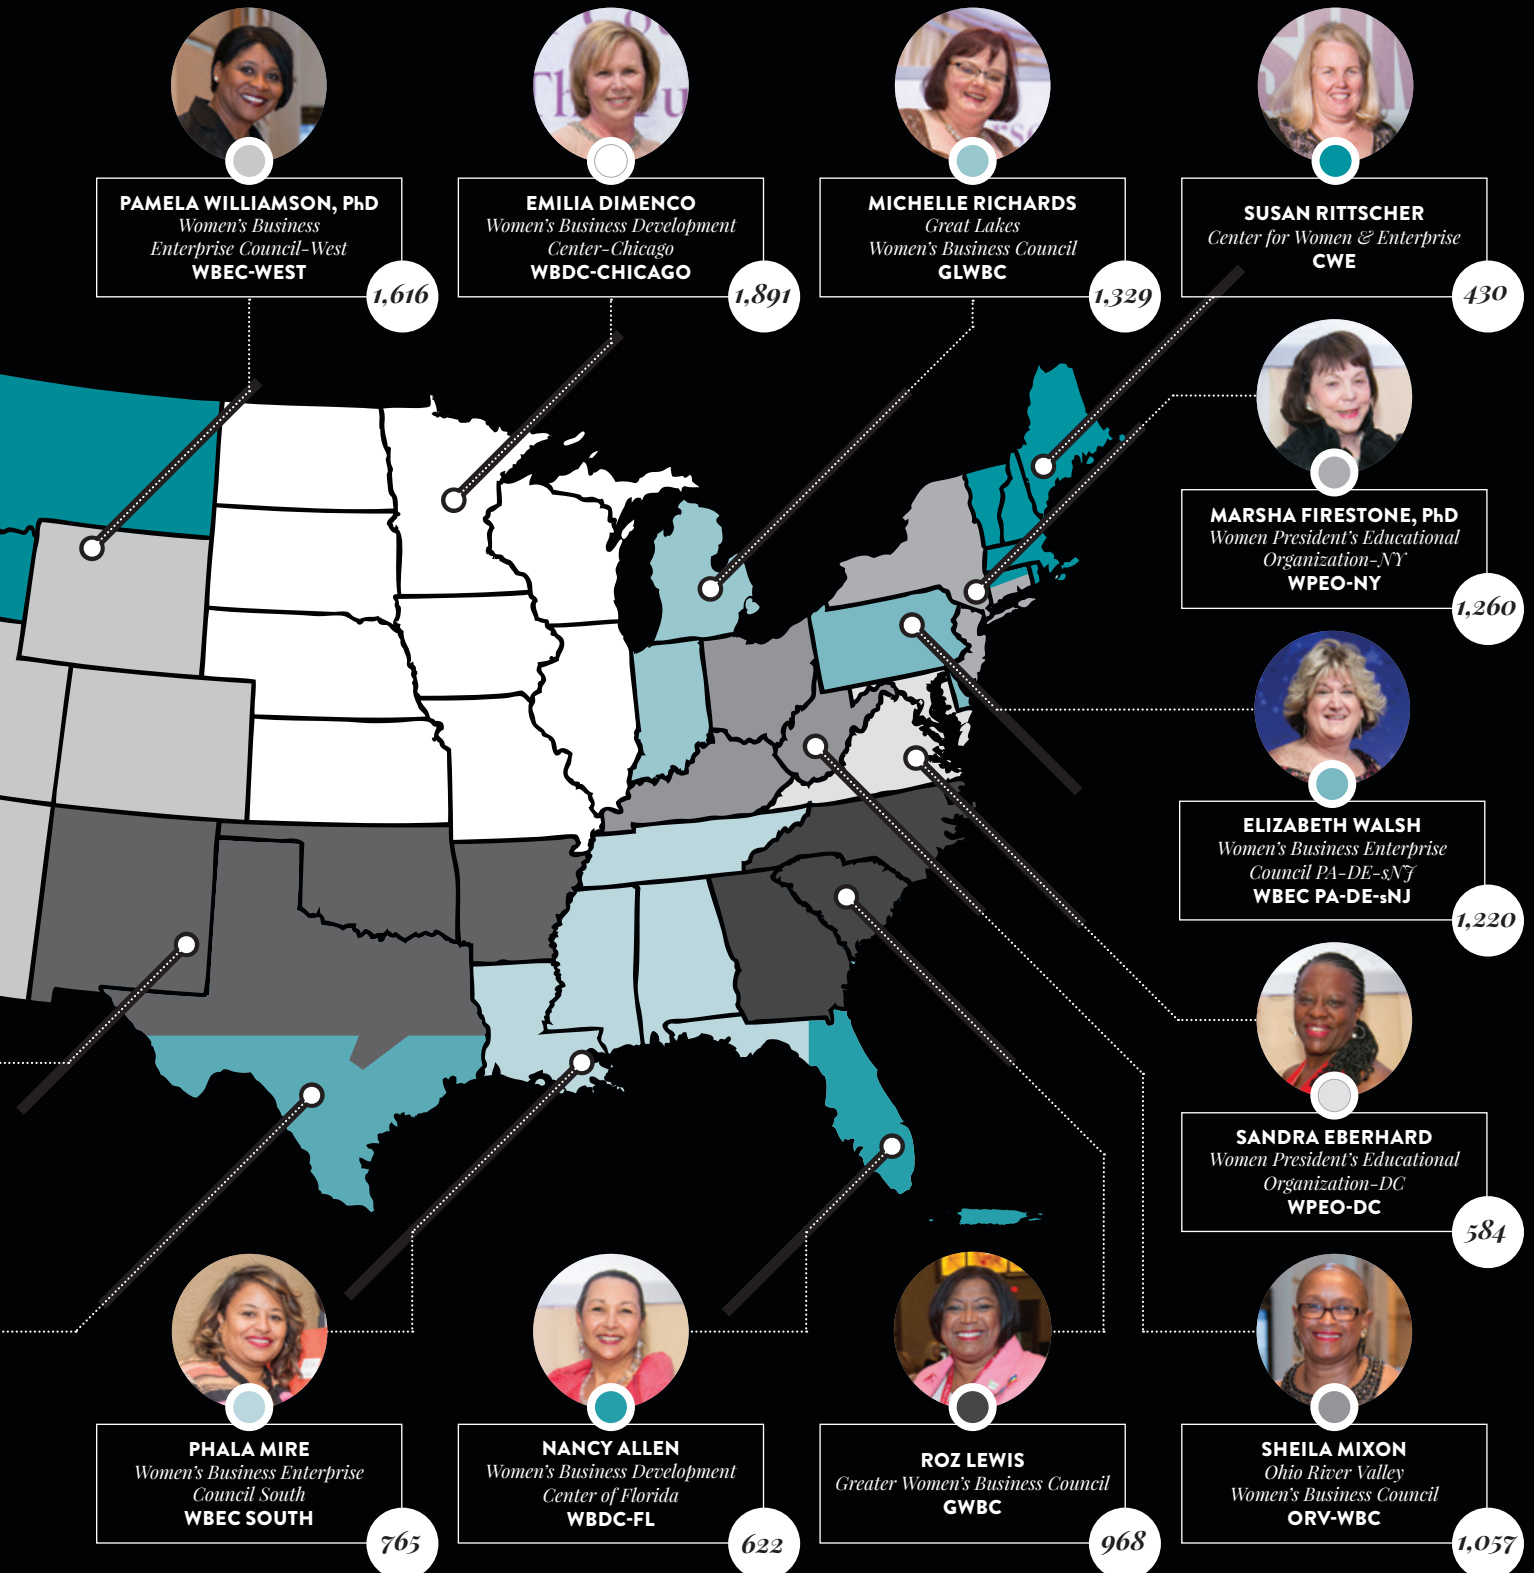 PAMELA WILLIAMSON, PhD
Women's Business
Enterprise Council-West
WBEC-WEST
1,616
EMILIA DIMENCO
Women's Business Development
Center-Chicago
WBDC-CHICAGO
1,891
MICHELLE RICHARDS
Great Lakes
Women's Business Council
GLWBC
1,329
SUSAN RITTSCHER
Center for Women & Enterprise
CWE
430
MARSHA FIRESTONE, PhD
Women President's Educational
Organization-NY
WPEO-NY
1,260
ELIZABETH WALSH
Women's Business Enterprise
Council PA-DE-sNJ
WBEC PA-DE-sNJ
1,220
SANDRA EBERHARD
Women President's Educational
Organization-DC
WPEO-DC
584
PHALA MIRE
Women's Business Enterprise
Council South
WBEC SOUTH
765
NANCY ALLEN
Women's Business Development
Center of Florida
WBDC-FL
622
ROZ LEWIS
Greater Women's Business Council
GWBC
968
SHEILA MIXON
Ohio River Valley
Women's Business Council
ORV-WBC
1,057